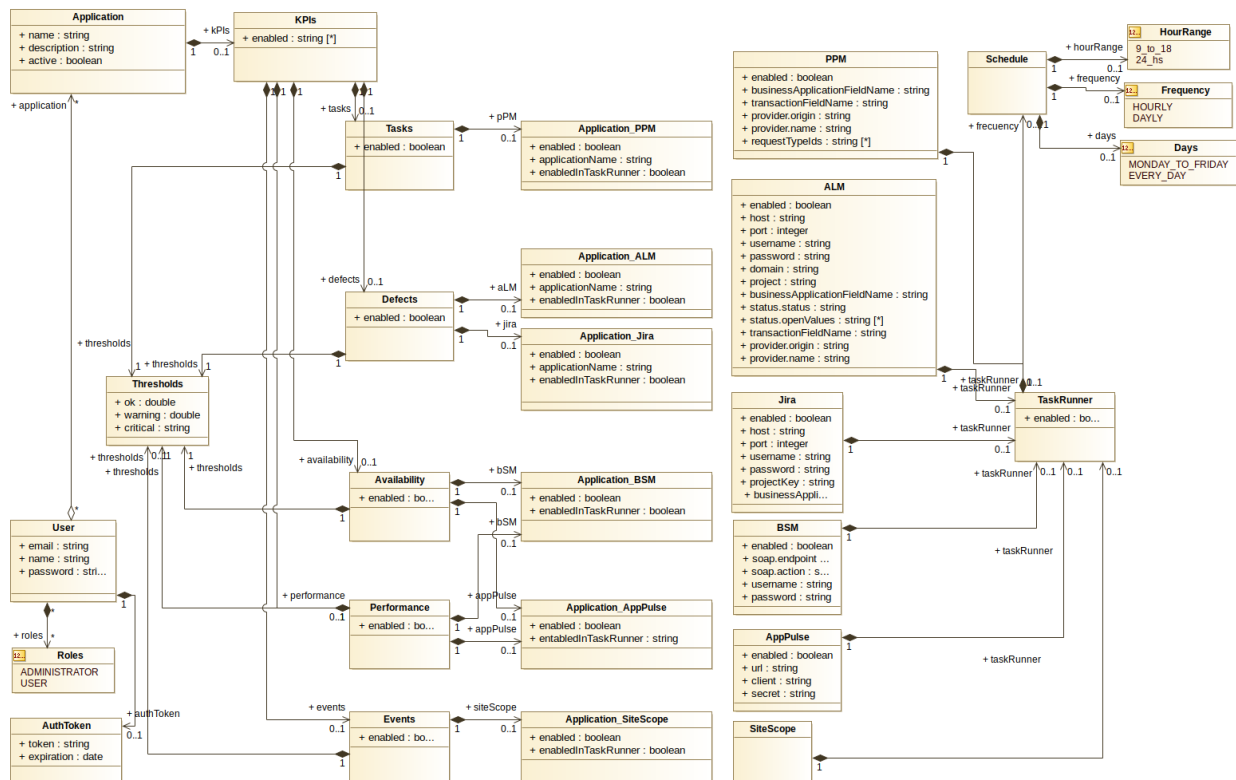 Application
+ name : string
+ description : string
+ active : boolean
+ kPIs
1
0..1
KPIs
+ enabled : string [*]
+ application
*
1
1
1
1
1
+ tasks
0..1
Tasks
+ enabled : boolean
1
1
+ pPM
0..1
Application_PPM
+ enabled : boolean
+ applicationName : string
+ enabledInTaskRunner : boolean
+ defects
0..1
Defects
+ enabled : boolean
1
1
1
+ aLM
0..1
+ jira
0..1
Application_ALM
+ enabled : boolean
+ applicationName : string
+ enabledInTaskRunner : boolean
Application_Jira
+ enabled : boolean
+ applicationName : string
+ enabledInTaskRunner : boolean
+ thresholds
+ thresholds
1
1
Thresholds
+ ok : double
+ warning : double
+ critical : string
+ thresholds
0..1
1
1
+ thresholds
+ thresholds
+ availability
0..1
Availability
+ enabled : bo...
1
1
1
+ bSM
0..1
+ bSM
0..1
Application_BSM
+ enabled : boolean
+ enabledInTaskRunner : boolean
*
User
+ email : string
+ name : string
+ password : stri...
*
1
+ roles
*
Roles
ADMINISTRATOR
USER
+ authToken
0..1
AuthToken
+ token : string
+ expiration : date
+ performance
0..1
Performance
+ enabled : bo...
1
1
1
+ appPulse
0..1
+ appPulse
0..1
Application_AppPulse
+ enabled : boolean
+ entabledInTaskRunner : string
+ events
0..1
Events
+ enabled : bo...
1
1
+ siteScope
0..1
Application_SiteScope
+ enabled : boolean
+ enabledInTaskRunner : boolean
PPM
+ enabled : boolean
+ businessApplicationFieldName : string
+ transactionFieldName : string
+ provider.origin : string
+ provider.name : string
+ requestTypeIds : string [*]
1
ALM
+ enabled : boolean
+ host : string
+ port : integer
+ username : string
+ password : string
+ domain : string
+ project : string
+ businessApplicationFieldName : string
+ status.status : string
+ status.openValues : string [*]
+ transactionFieldName : string
+ provider.origin : string
+ provider.name : string
1
+ taskRunner
+ taskRunner
0..1
0..1
Jira
+ enabled : boolean
+ host : string
+ port : integer
+ username : string
+ password : string
+ projectKey : string
+ businessAppli...
1
+ taskRunner
0..1
TaskRunner
+ enabled : bo...
0..1
0..1
0..1
+ taskRunner
BSM
+ enabled : boolean
+ soap.endpoint ...
+ soap.action : s...
+ username : string
+ password : string
1
+ taskRunner
AppPulse
+ enabled : boolean
+ url : string
+ client : string
+ secret : string
1
+ taskRunner
SiteScope
1
Schedule
1
1
1
+ frecuency
0..1
+ hourRange
0..1
HourRange
9_to_18
24_hs
+ frequency
0..1
Frequency
HOURLY
DAYLY
+ days
0..1
Days
MONDAY_TO_FRIDAY
EVERY_DAY